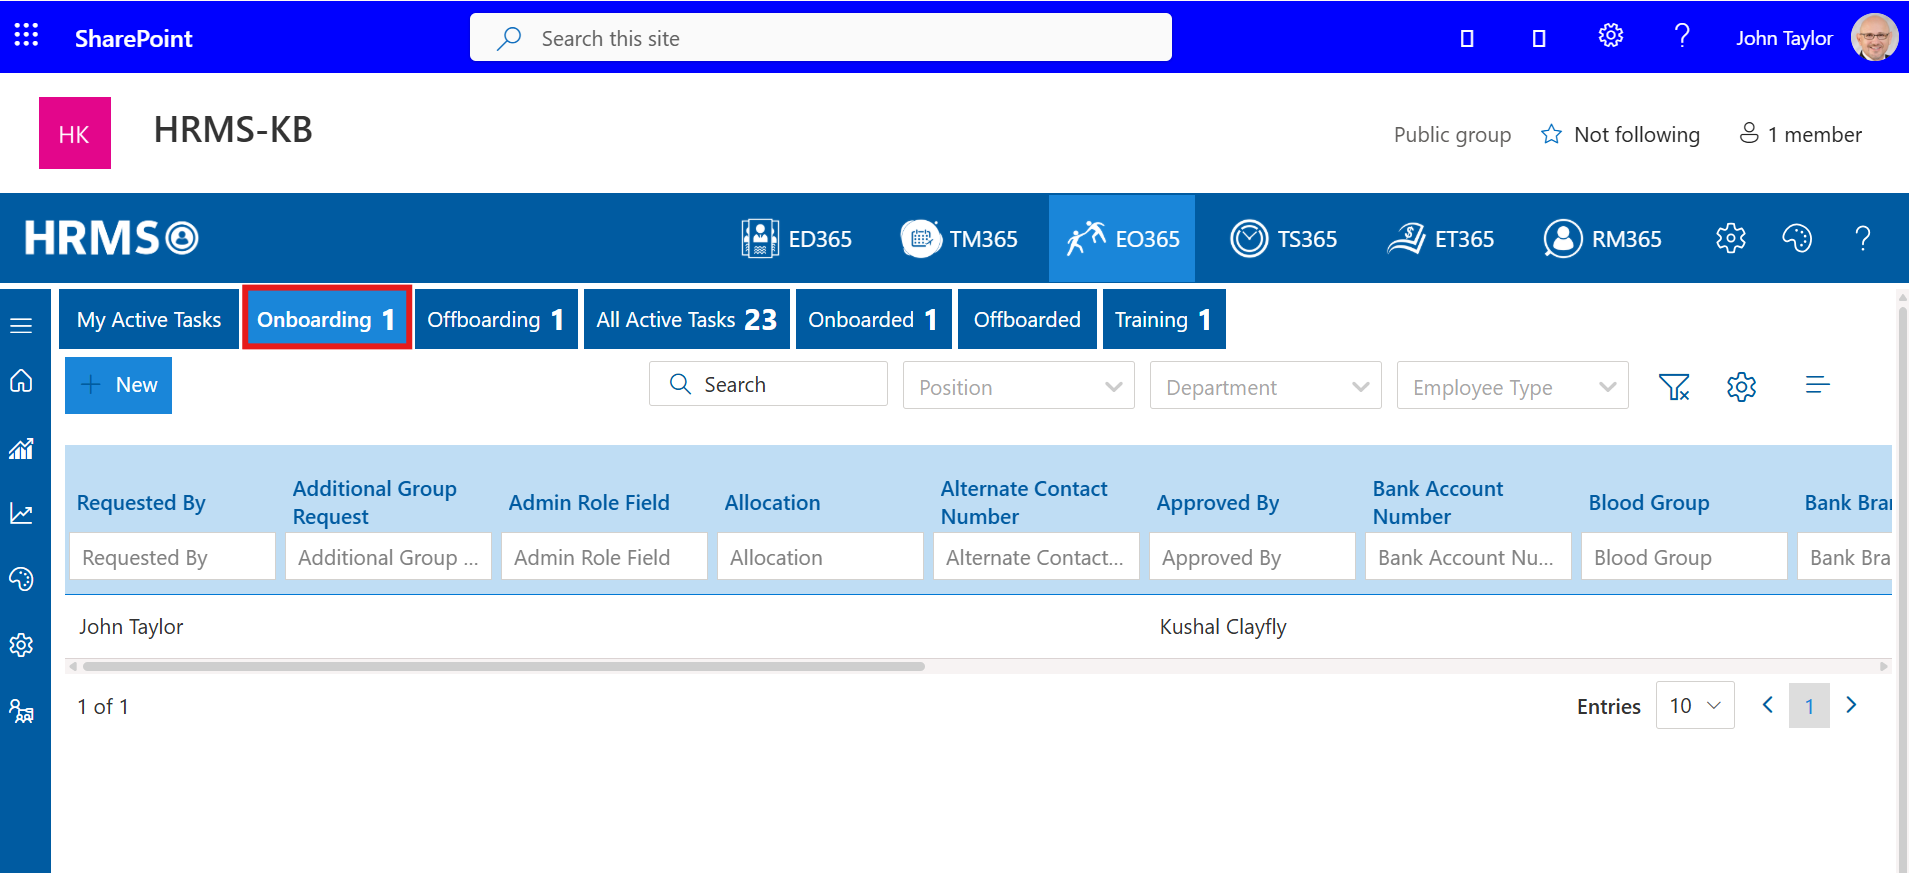 SharePoint
Search this site
John Taylor
HK
HRMS-KB
Public group
Not following
1 member
HRMS
ED365
TM365
EO365
TS365
ET365
RM365
My Active Tasks
Onboarding 1
Offboarding 1
All Active Tasks 23
Onboarded 1
Offboarded
Training 1
New
Search
Position
Department
Employee Type
Requested By
Additional Group
Request
Admin Role Field
Allocation
Alternate Contact
Number
Approved By
Bank Account
Number
Blood Group
Bank Bra
Requested By
Additional Group ...
Admin Role Field
Allocation
Alternate Contact...
Approved By
Bank Account Nu...
Blood Group
Bank Bra
John Taylor
Kushal Clayfly
1 of 1
Entries
10
1